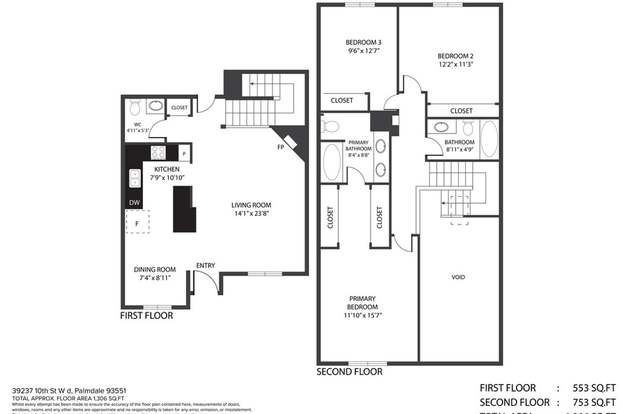 BEDROOM 3
9'6" x 12'7"
BEDROOM 2
12'2" x 11'3"
CLOSET
CLOSET
WC
4'11" x 5'3"
CLOSET
FP
PRIMARY
BATHROOM
8'4" x 8'8"
BATHROOM
8'11" x 4'9"
KITCHEN
7'9" x 10'10"
P
DW
F
LIVING ROOM
14'1" x 23'8"
CLOSET
CLOSET
DINING ROOM
7'4" x 8'11"
ENTRY
VOID
PRIMARY
BEDROOM
11'10" x 15'7"
FIRST FLOOR
SECOND FLOOR
39237 10th St W d, Palmdale 93551
TOTAL APPROX. FLOOR AREA 1,306 SQ.FT
Whilst every attempt has been made to ensure the accuracy of the floor plan contained here, measurements of doors,
windows, rooms and any other items are approximate and no responsibility is taken for any error, omission, or misstatement.
FIRST FLOOR : 553 SQ.FT
SECOND FLOOR : 753 SQ.FT